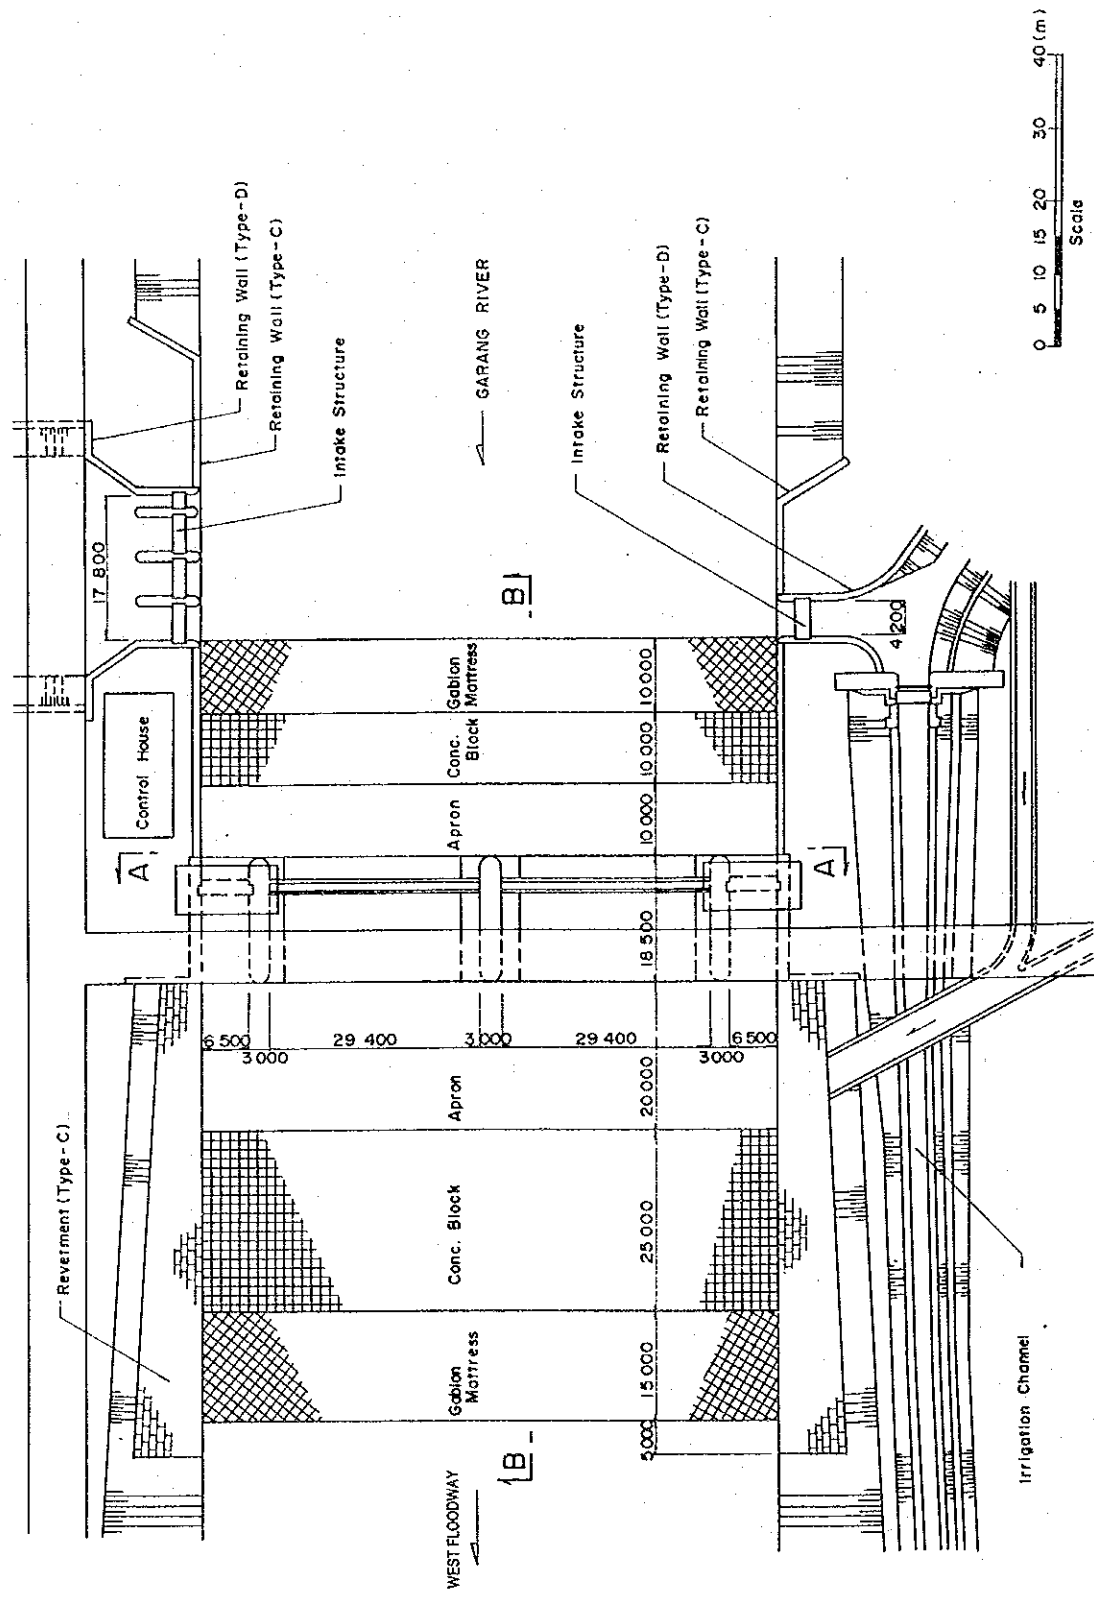 Retaining Wall (Type-D)
Retaining Wall (Type-C)
Intake Structure
17 800
GARANG RIVER
Intake Structure
Retaining Wall (Type-D)
Retaining Wall (Type-C)
4 200
0 5 10 15 20 30 40 (m)
Scale
Control House
B
Gabion
Mattress
10 000
Conc.
Block
10 000
Apron
10 000
A
A
18 500
6 500
3 000
29 400
3 000
29 400
3 000
6 500
Apron
20 000
Conc. Block
25 000
Gabion
Mattress
15 000
5 000
Revetment (Type-C)
B
WEST FLOODWAY
Irrigation Channel